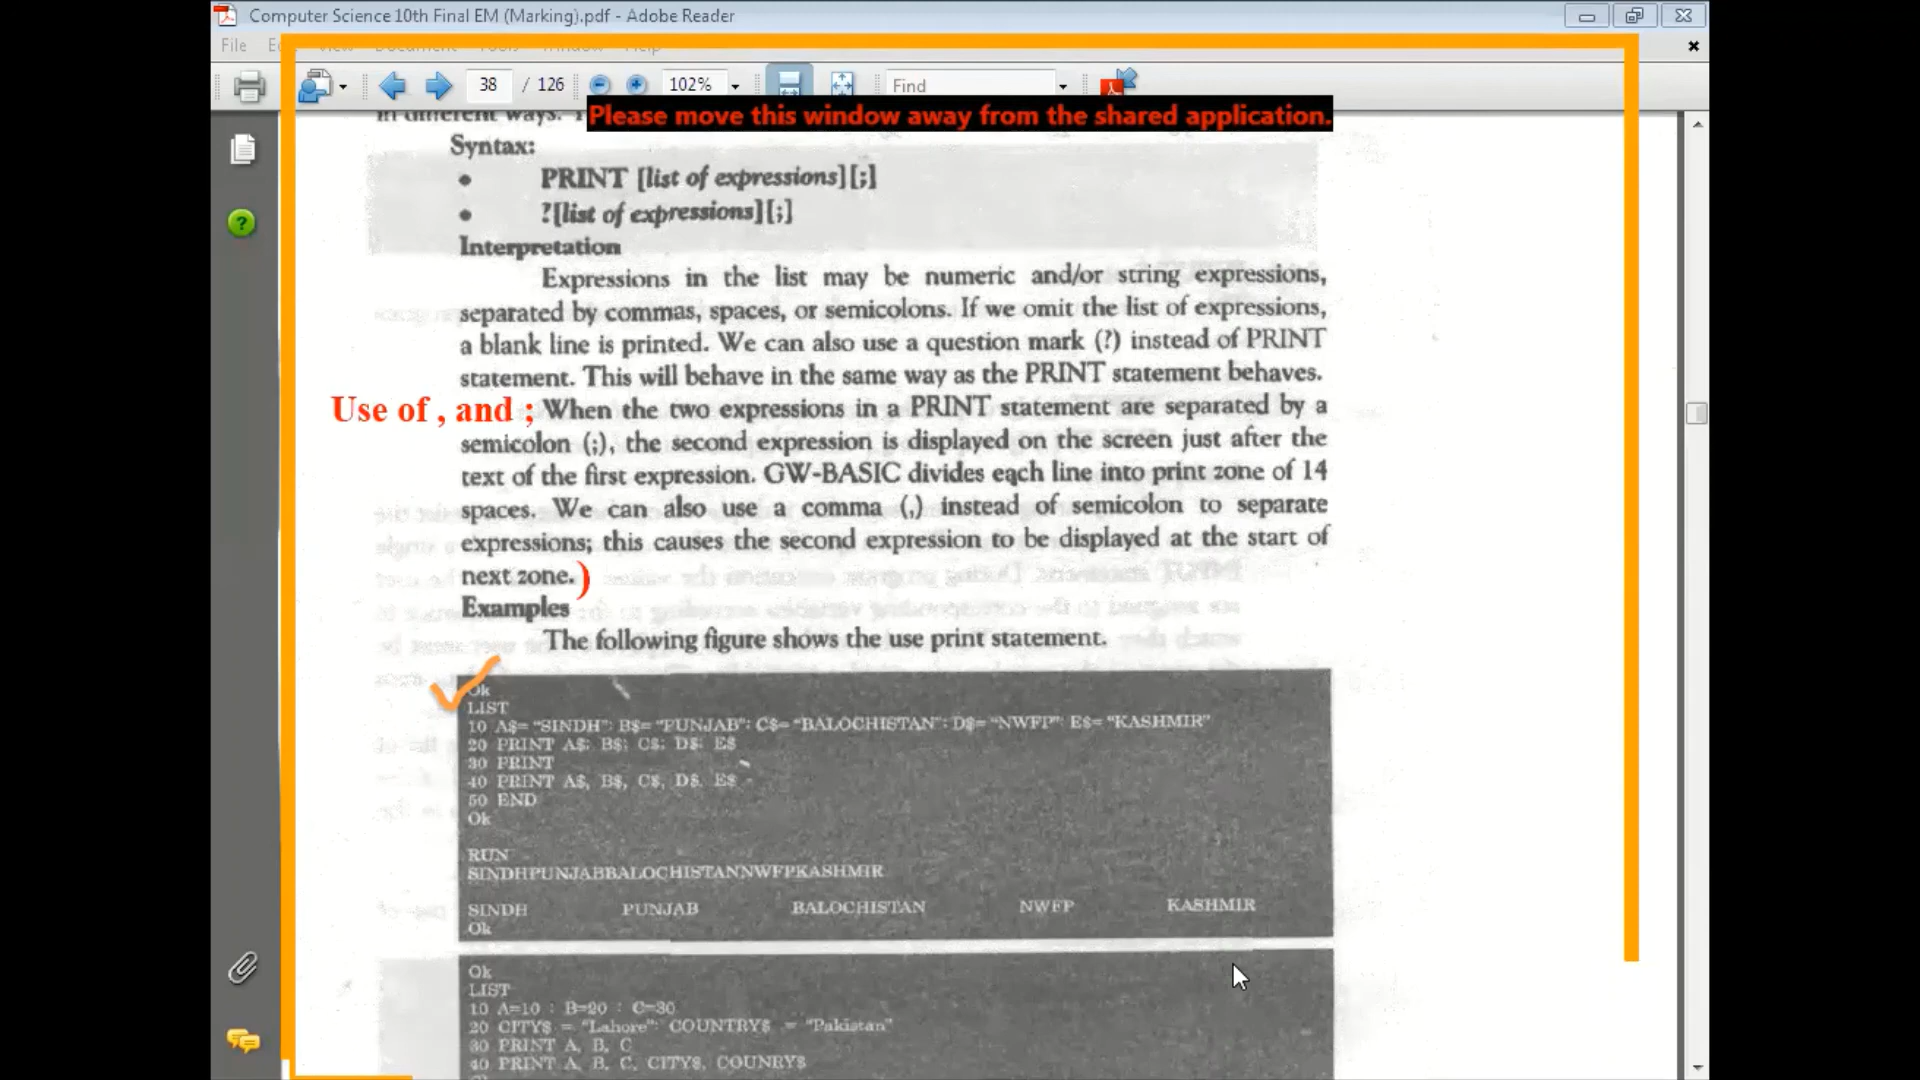 Computer Science 10th Final EM (Marking).pdf - Adobe Reader
File
38 / 126 102% Find
Please move this window away from the shared application.
in different ways.
Syntax:
• PRINT [list of expressions][;]
• ?[list of expressions][;]
Interpretation
Expressions in the list may be numeric and/or string expressions,
separated by commas, spaces, or semicolons. If we omit the list of expressions,
a blank line is printed. We can also use a question mark (?) instead of PRINT
statement. This will behave in the same way as the PRINT statement behaves.
Use of , and ; When the two expressions in a PRINT statement are separated by a
semicolon (;), the second expression is displayed on the screen just after the
text of the first expression. GW-BASIC divides each line into print zone of 14
spaces. We can also use a comma (,) instead of semicolon to separate
expressions; this causes the second expression to be displayed at the start of
next zone.)
Examples
The following figure shows the use print statement.
Ok
LIST
10 A$= "SINDH": B$= "PUNJAB": C$= "BALOCHISTAN": D$= "NWFP": E$= "KASHMIR"
20 PRINT A$; B$; C$; D$; E$
30 PRINT
40 PRINT A$, B$, C$, D$. E$
50 END
Ok
RUN
SINDHPUNJABBALOCHISTANNWFPKASHMIR
SINDH PUNJAB BALOCHISTAN NWFP KASHMIR
Ok
Ok
LIST
10 A=10 : B=20 : C=30
20 CITY$ = "Lahore": COUNTRY$ = "Pakistan"
30 PRINT A, B, C
40 PRINT A, B, C, CITY$, COUNRY$